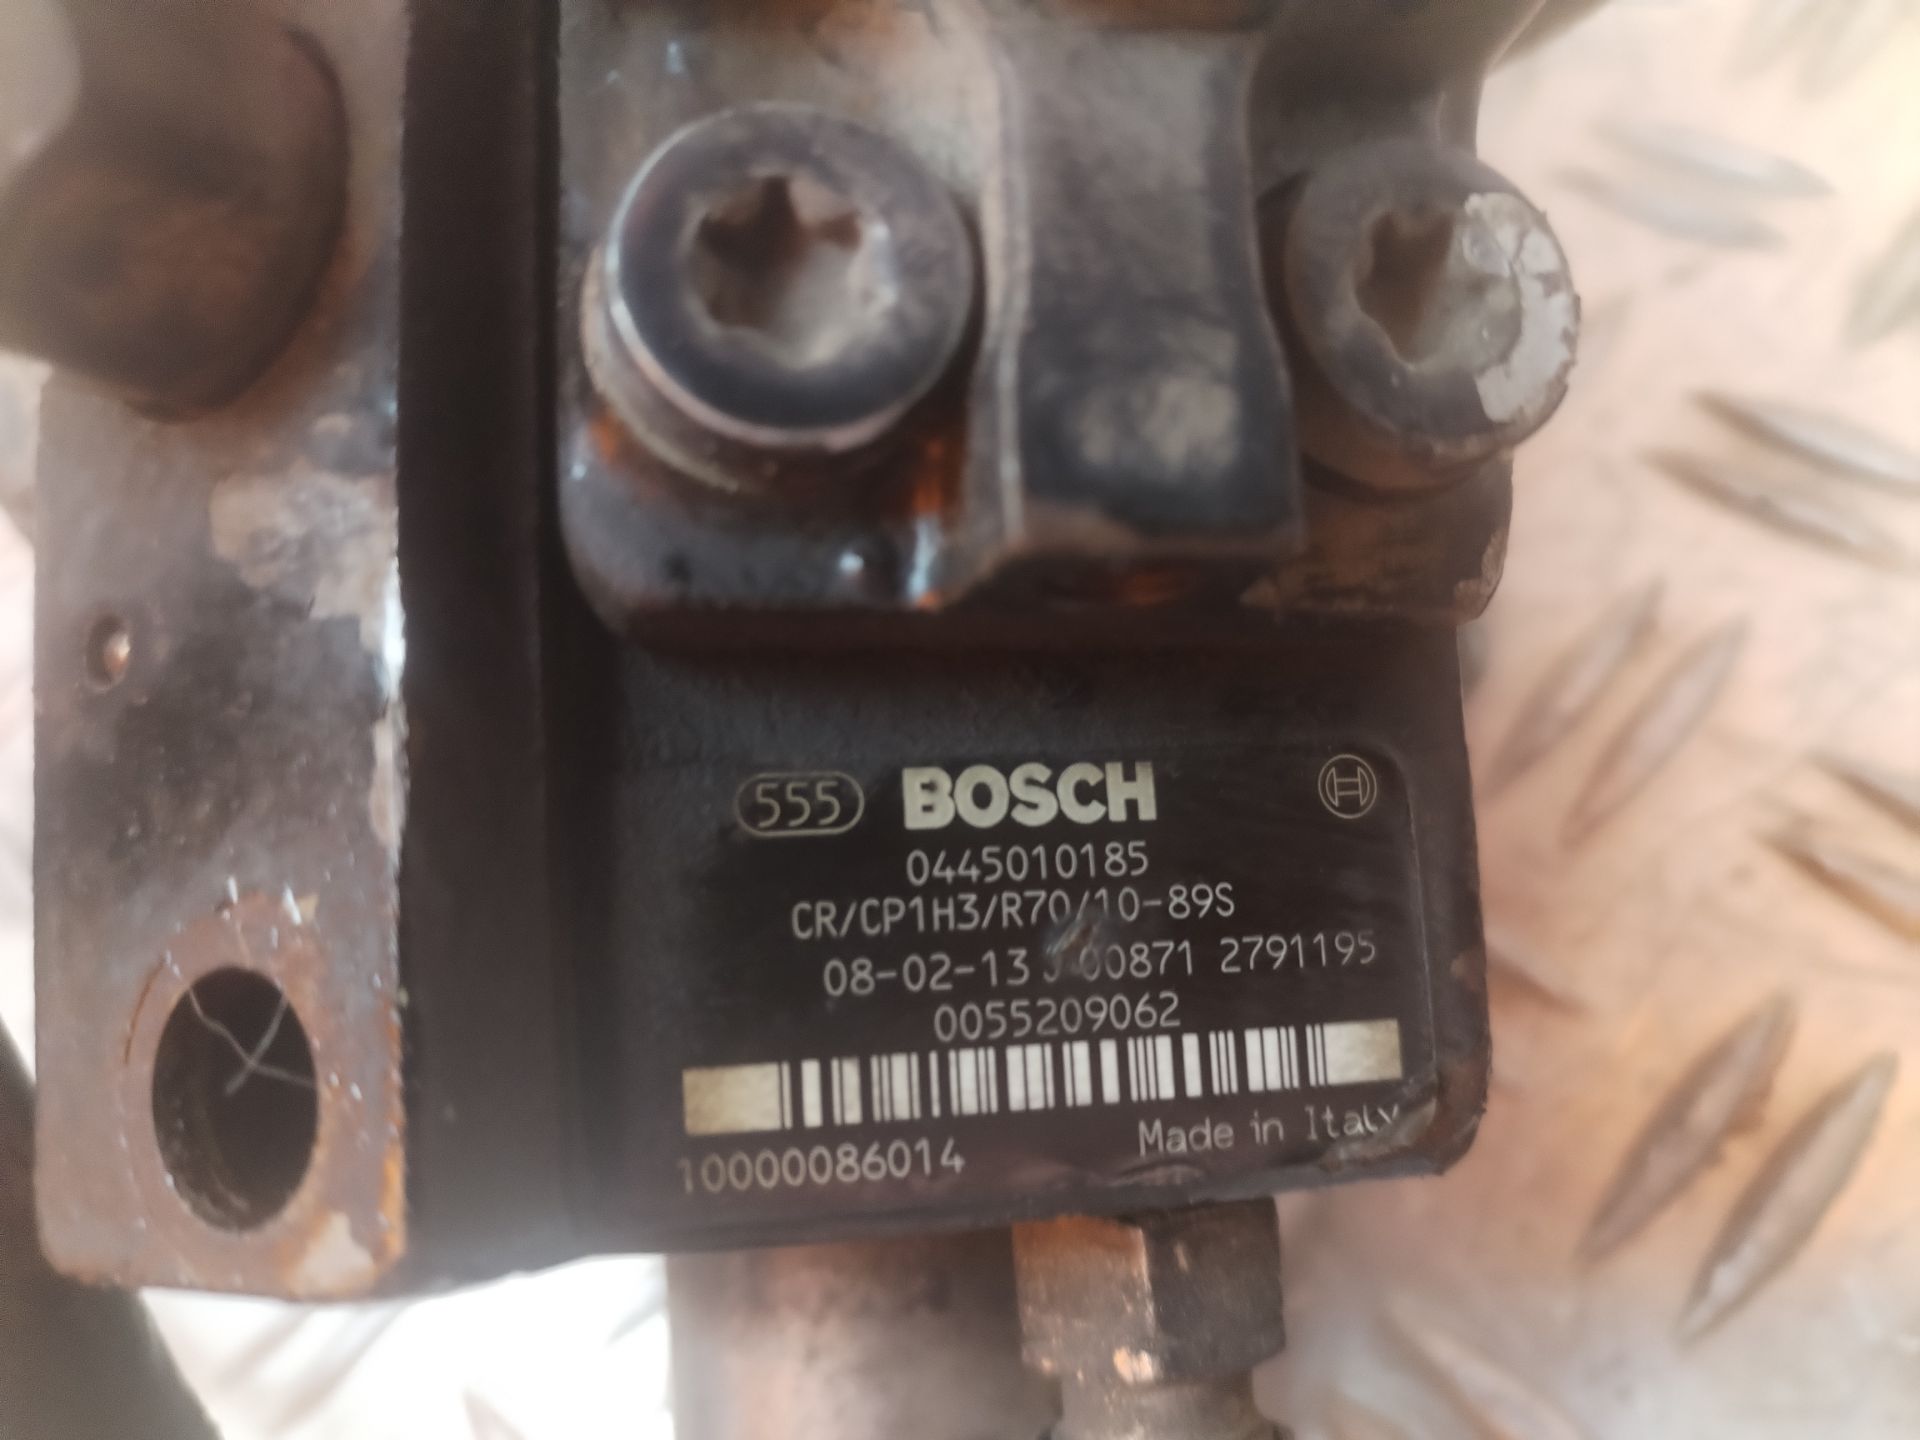 555 BOSCH
0445010185
CR/CP1H3/R70/10-89S
08-02-13 00871 2791195
0055209062
10000086014
Made in Italy